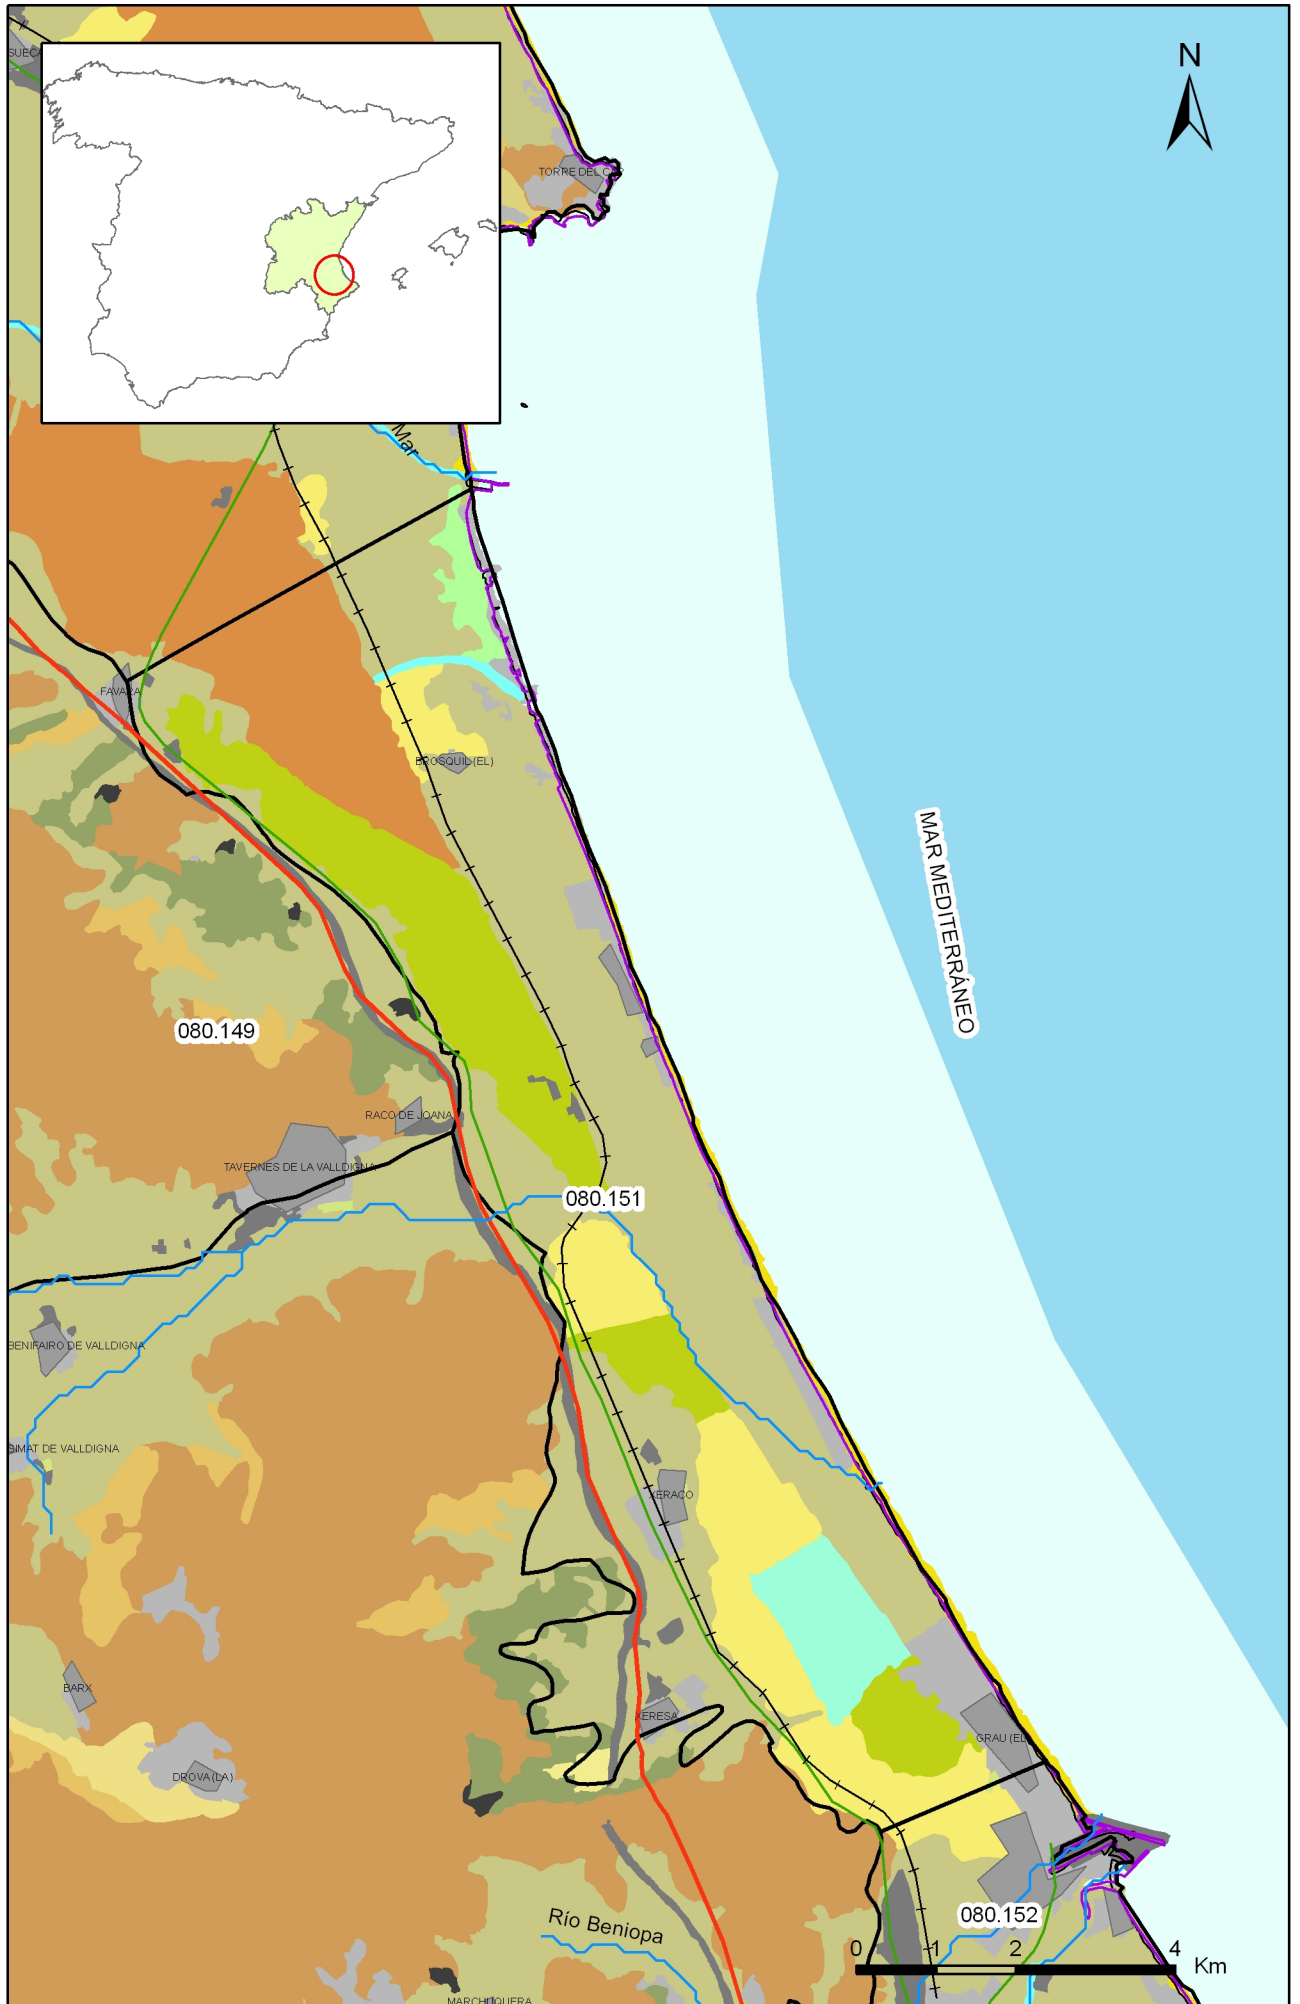 SUECA
N
TORRE DEL C
Mar
FAVARA
BROSQUIL (EL)
MAR MEDITERRÁNEO
080.149
RACO DE JOANA
TAVERNES DE LA VALLDIGNA
080.151
BENIFAIRO DE VALLDIGNA
SIMAT DE VALLDIGNA
XERACO
BARX
XERESA
GRAU (EL)
DROVA (LA)
080.152
Río Beniopa
0 1 2 4
Km
MARCHUQUERA